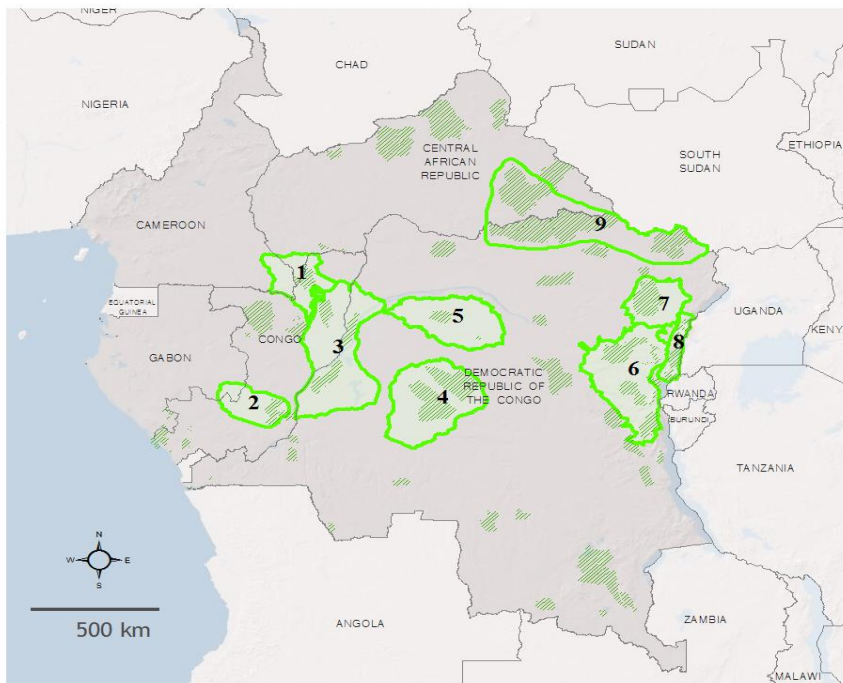 NIGER
SUDAN
CHAD
NIGERIA
ETHIOPIA
CENTRAL
AFRICAN
REPUBLIC
SOUTH
SUDAN
CAMEROON
9
1
EQUATORIAL
GUINEA
7
UGANDA
5
KENY
CONGO
3
8
GABON
DEMOCRATIC
REPUBLIC OF
THE CONGO
6
2
4
RWANDA
BURUNDI
TANZANIA
N
W E
S
500 km
ANGOLA
ZAMBIA
MALAWI